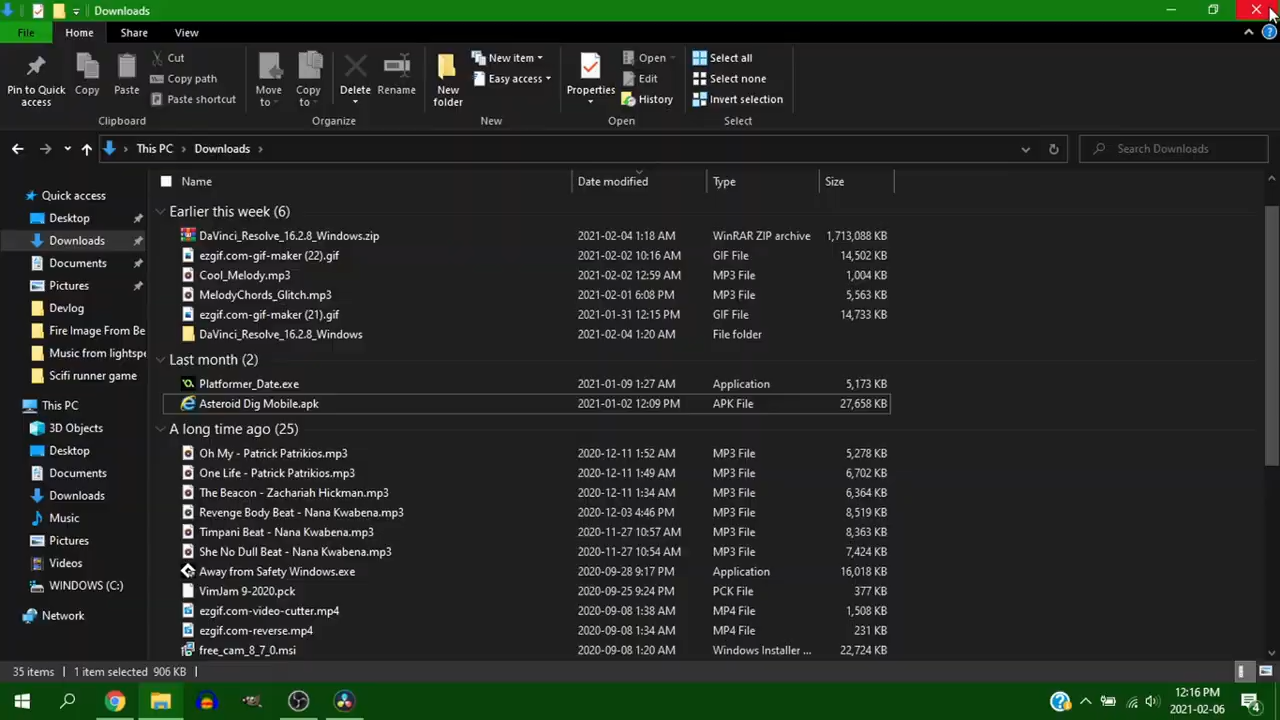 Downloads
File Home Share View
Pin to Quick access
Copy
Paste
Cut
Copy path
Paste shortcut
Move to
Copy to
Delete
Rename
New folder
New item
Easy access
Properties
Open
Edit
History
Select all
Select none
Invert selection
Clipboard Organize New Open Select
This PC Downloads Search Downloads
Name Date modified Type Size
Quick access
Desktop
Downloads
Documents
Pictures
Devlog
Fire Image From Be
Music from lightspe
Scifi runner game
This PC
3D Objects
Desktop
Documents
Downloads
Music
Pictures
Videos
WINDOWS (C:)
Network
Earlier this week (6)
DaVinci_Resolve_16.2.8_Windows.zip 2021-02-04 1:18 AM WinRAR ZIP archive 1,713,088 KB
ezgif.com-gif-maker (22).gif 2021-02-02 10:16 AM GIF File 14,502 KB
Cool_Melody.mp3 2021-02-02 12:59 AM MP3 File 1,004 KB
MelodyChords_Glitch.mp3 2021-02-01 6:08 PM MP3 File 5,563 KB
ezgif.com-gif-maker (21).gif 2021-01-31 12:15 PM GIF File 14,733 KB
DaVinci_Resolve_16.2.8_Windows 2021-02-04 1:20 AM File folder
Last month (2)
Platformer_Date.exe 2021-01-09 1:27 AM Application 5,173 KB
Asteroid Dig Mobile.apk 2021-01-02 12:09 PM APK File 27,658 KB
A long time ago (25)
Oh My - Patrick Patrikios.mp3 2020-12-11 1:52 AM MP3 File 5,278 KB
One Life - Patrick Patrikios.mp3 2020-12-11 1:49 AM MP3 File 6,702 KB
The Beacon - Zachariah Hickman.mp3 2020-12-11 1:34 AM MP3 File 6,364 KB
Revenge Body Beat - Nana Kwabena.mp3 2020-12-03 4:46 PM MP3 File 8,519 KB
Timpani Beat - Nana Kwabena.mp3 2020-11-27 10:57 AM MP3 File 8,363 KB
She No Dull Beat - Nana Kwabena.mp3 2020-11-27 10:54 AM MP3 File 7,424 KB
Away from Safety Windows.exe 2020-09-28 9:17 PM Application 16,018 KB
VimJam 9-2020.pck 2020-09-25 9:24 PM PCK File 377 KB
ezgif.com-video-cutter.mp4 2020-09-08 1:38 AM MP4 File 1,508 KB
ezgif.com-reverse.mp4 2020-09-08 1:34 AM MP4 File 231 KB
free_cam_8_7_0.msi 2020-09-08 1:20 AM Windows Installer ... 22,724 KB
35 items 1 item selected 906 KB
12:16 PM
2021-02-06
4